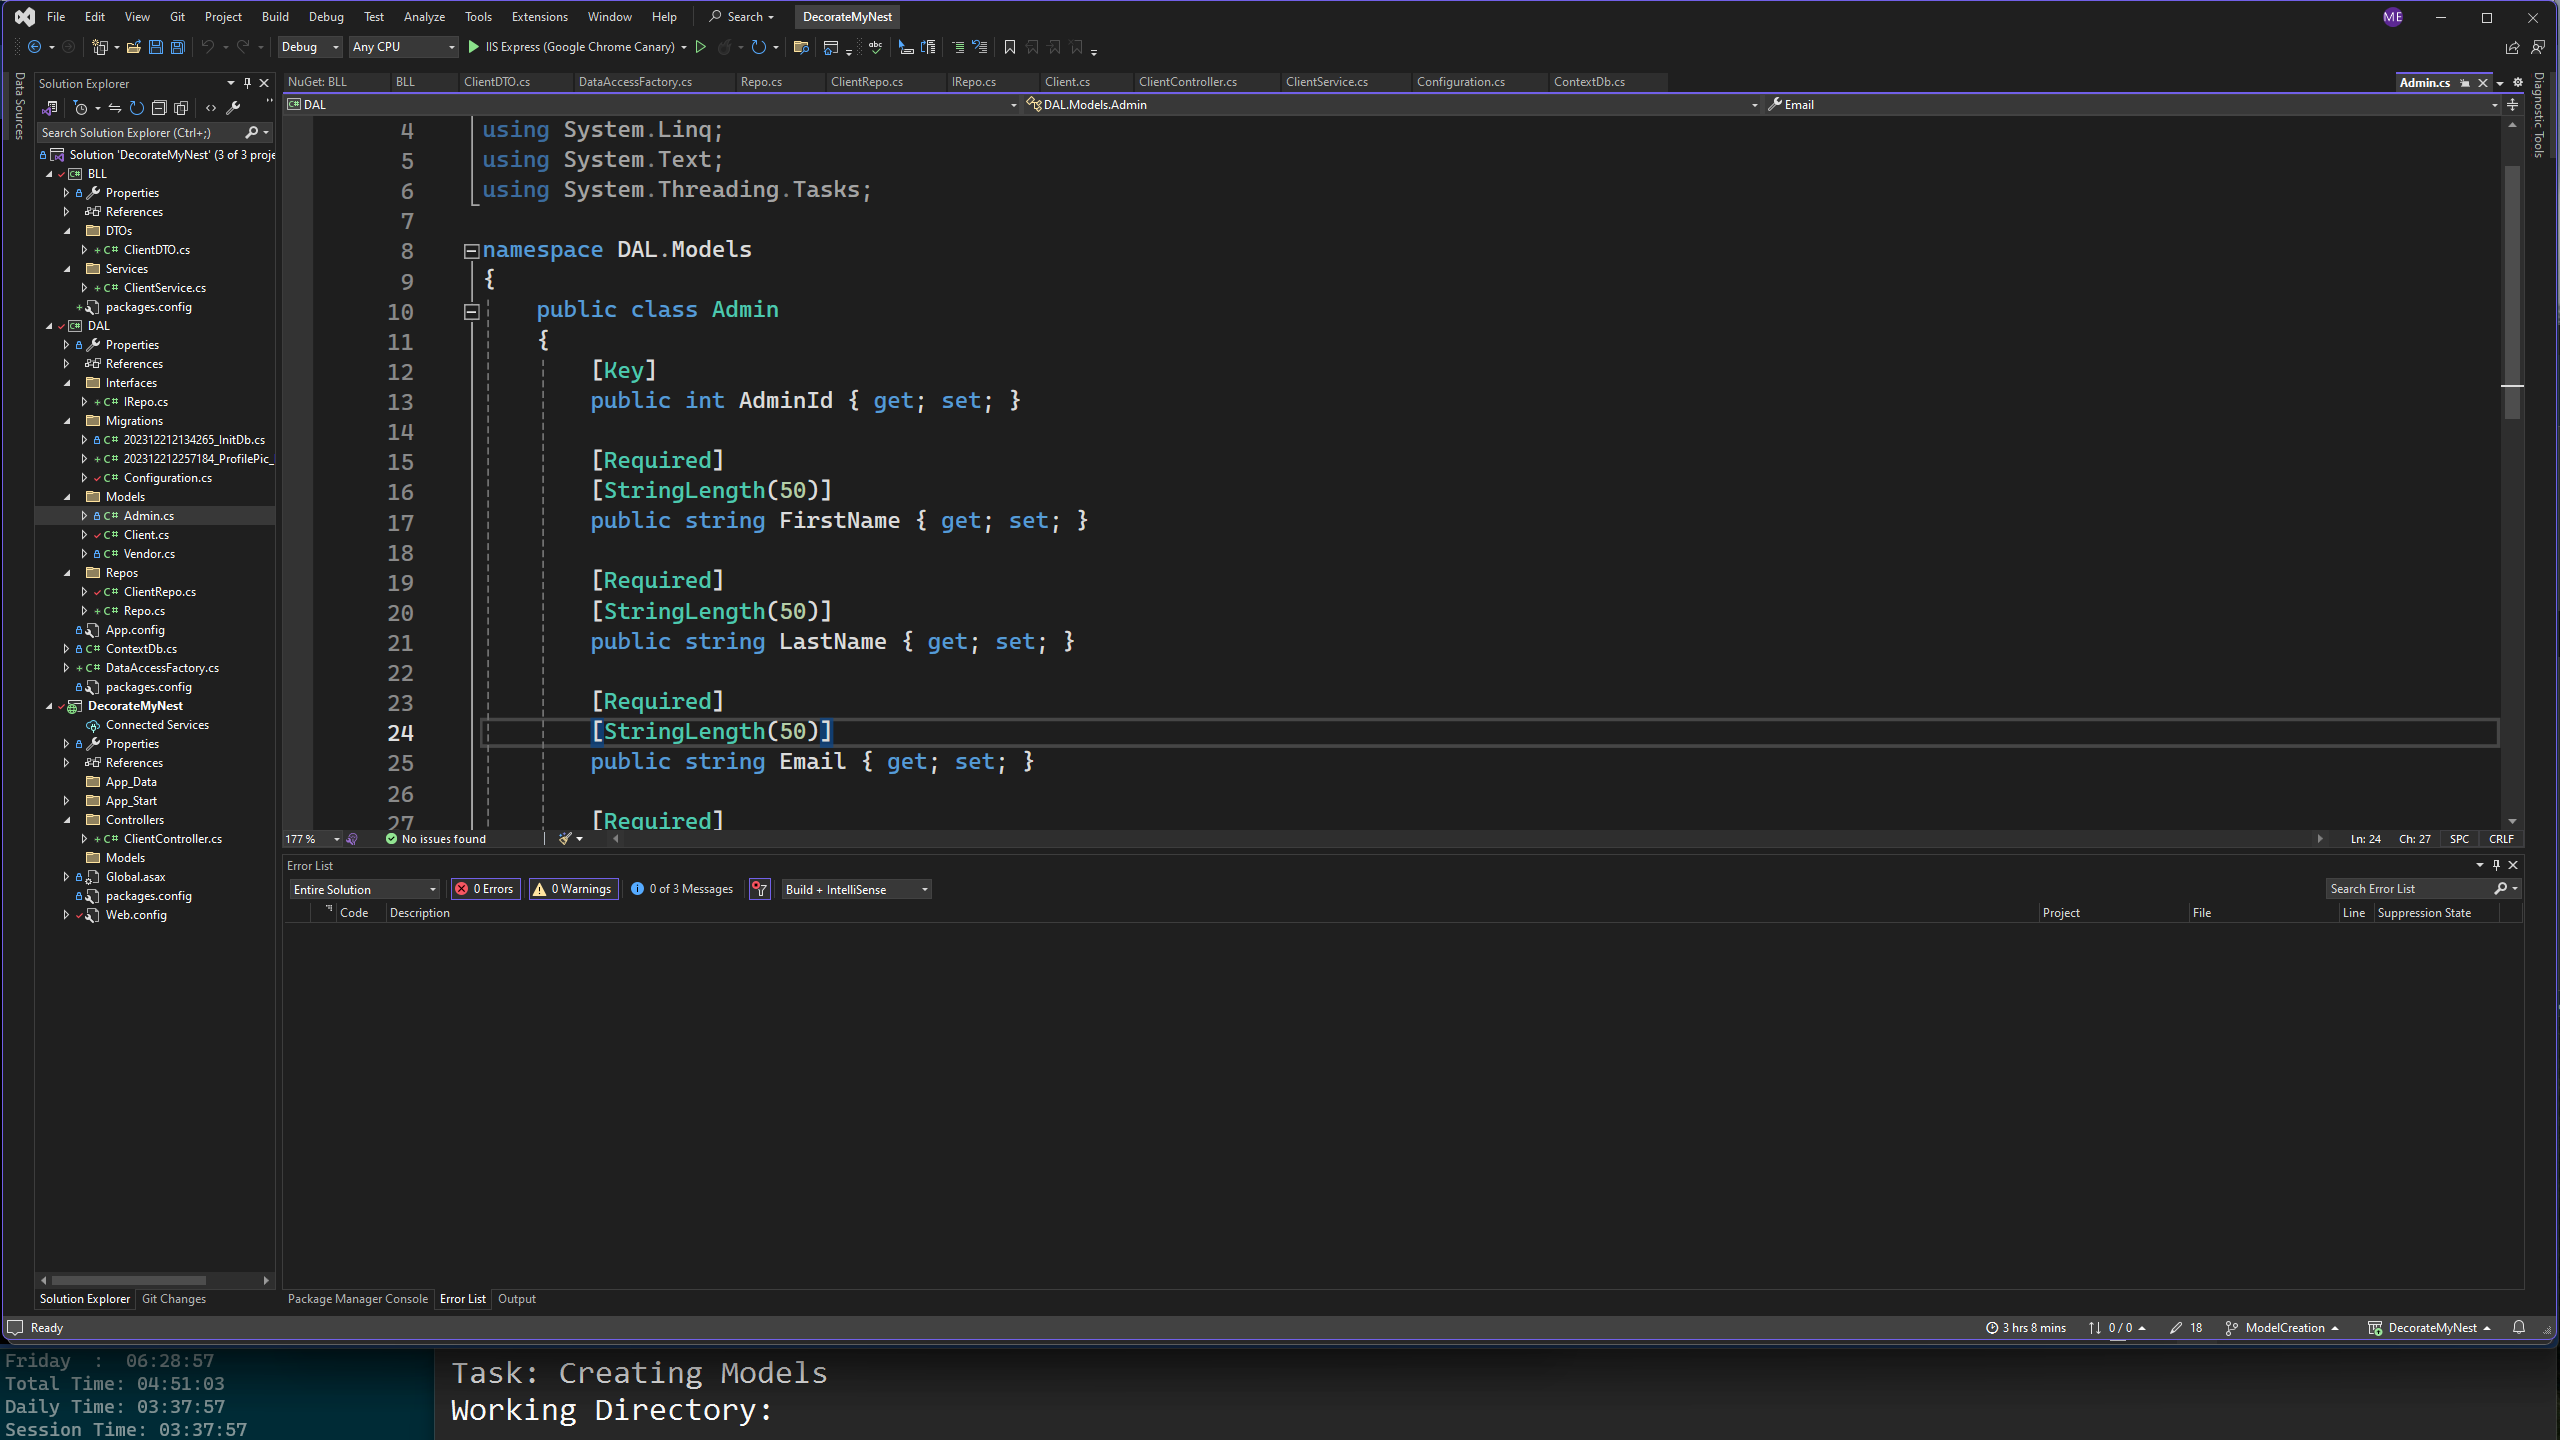 File Edit View Git Project Build Debug Test Analyze Tools Extensions Window Help Search DecorateMyNest ME
Debug Any CPU IIS Express (Google Chrome Canary)
Data Sources
Solution Explorer
Search Solution Explorer (Ctrl+;)
Solution 'DecorateMyNest' (3 of 3 proje
BLL
Properties
References
DTOs
C# ClientDTO.cs
Services
C# ClientService.cs
packages.config
DAL
Properties
References
Interfaces
C# IRepo.cs
Migrations
C# 202312212134265_InitDb.cs
C# 202312212257184_ProfilePic_
C# Configuration.cs
Models
C# Admin.cs
C# Client.cs
C# Vendor.cs
Repos
C# ClientRepo.cs
C# Repo.cs
App.config
C# ContextDb.cs
C# DataAccessFactory.cs
packages.config
DecorateMyNest
Connected Services
Properties
References
App_Data
App_Start
Controllers
C# ClientController.cs
Models
Global.asax
packages.config
Web.config
Solution Explorer Git Changes
NuGet: BLL BLL ClientDTO.cs DataAccessFactory.cs Repo.cs ClientRepo.cs IRepo.cs Client.cs ClientController.cs ClientService.cs Configuration.cs ContextDb.cs Admin.cs
DAL DAL.Models.Admin Email
Diagnostic Tools
4 using System.Linq;
5 using System.Text;
6 using System.Threading.Tasks;
7
8 namespace DAL.Models
9 {
10 public class Admin
11 {
12 [Key]
13 public int AdminId { get; set; }
14
15 [Required]
16 [StringLength(50)]
17 public string FirstName { get; set; }
18
19 [Required]
20 [StringLength(50)]
21 public string LastName { get; set; }
22
23 [Required]
24 [StringLength(50)]
25 public string Email { get; set; }
26
27 [Required]
177 % No issues found Ln: 24 Ch: 27 SPC CRLF
Error List
Entire Solution 0 Errors 0 Warnings 0 of 3 Messages Build + IntelliSense Search Error List
Code Description Project File Line Suppression State
Package Manager Console Error List Output
Ready 3 hrs 8 mins 0 / 0 18 ModelCreation DecorateMyNest
Friday : 06:28:57
Total Time: 04:51:03
Daily Time: 03:37:57
Session Time: 03:37:57
Task: Creating Models
Working Directory: